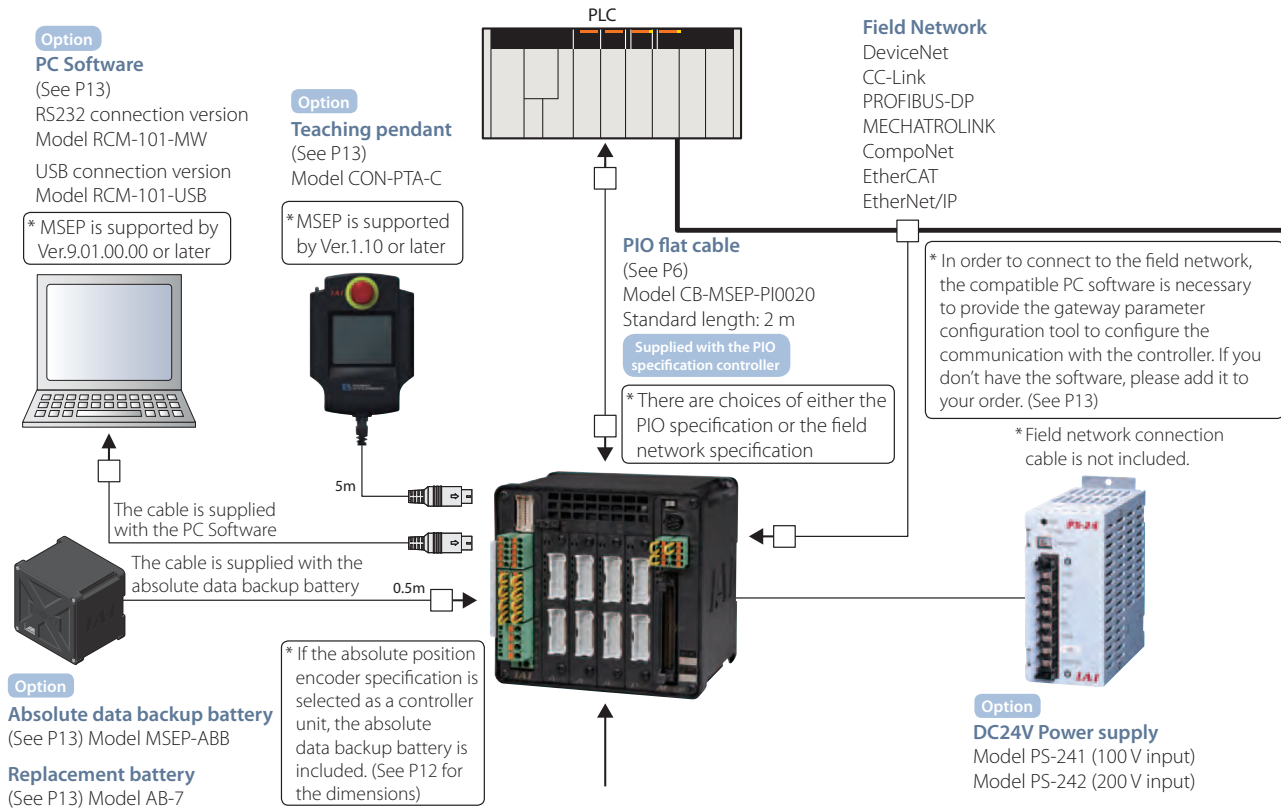 PLC
Option
PC Software
(See P13)
RS232 connection version
Model RCM-101-MW
USB connection version
Model RCM-101-USB
* MSEP is supported by
Ver.9.01.00.00 or later
Option
Teaching pendant
(See P13)
Model CON-PTA-C
* MSEP is supported
by Ver.1.10 or later
Field Network
DeviceNet
CC-Link
PROFIBUS-DP
MECHATROLINK
CompoNet
EtherCAT
EtherNet/IP
PIO flat cable
(See P6)
Model CB-MSEP-PI0020
Standard length: 2 m
Supplied with the PIO
specification controller
* There are choices of either the
PIO specification or the field
network specification
* In order to connect to the field network,
the compatible PC software is necessary
to provide the gateway parameter
configuration tool to configure the
communication with the controller. If you
don't have the software, please add it to
your order. (See P13)
* Field network connection
cable is not included.
5m
The cable is supplied
with the PC Software
The cable is supplied with the
absolute data backup battery
0.5m
IAI
IAI
PS-24
IAI
Option
Absolute data backup battery
(See P13) Model MSEP-ABB
Replacement battery
(See P13) Model AB-7
* If the absolute position
encoder specification is
selected as a controller
unit, the absolute
data backup battery is
included. (See P12 for
the dimensions)
Option
DC24V Power supply
Model PS-241 (100 V input)
Model PS-242 (200 V input)